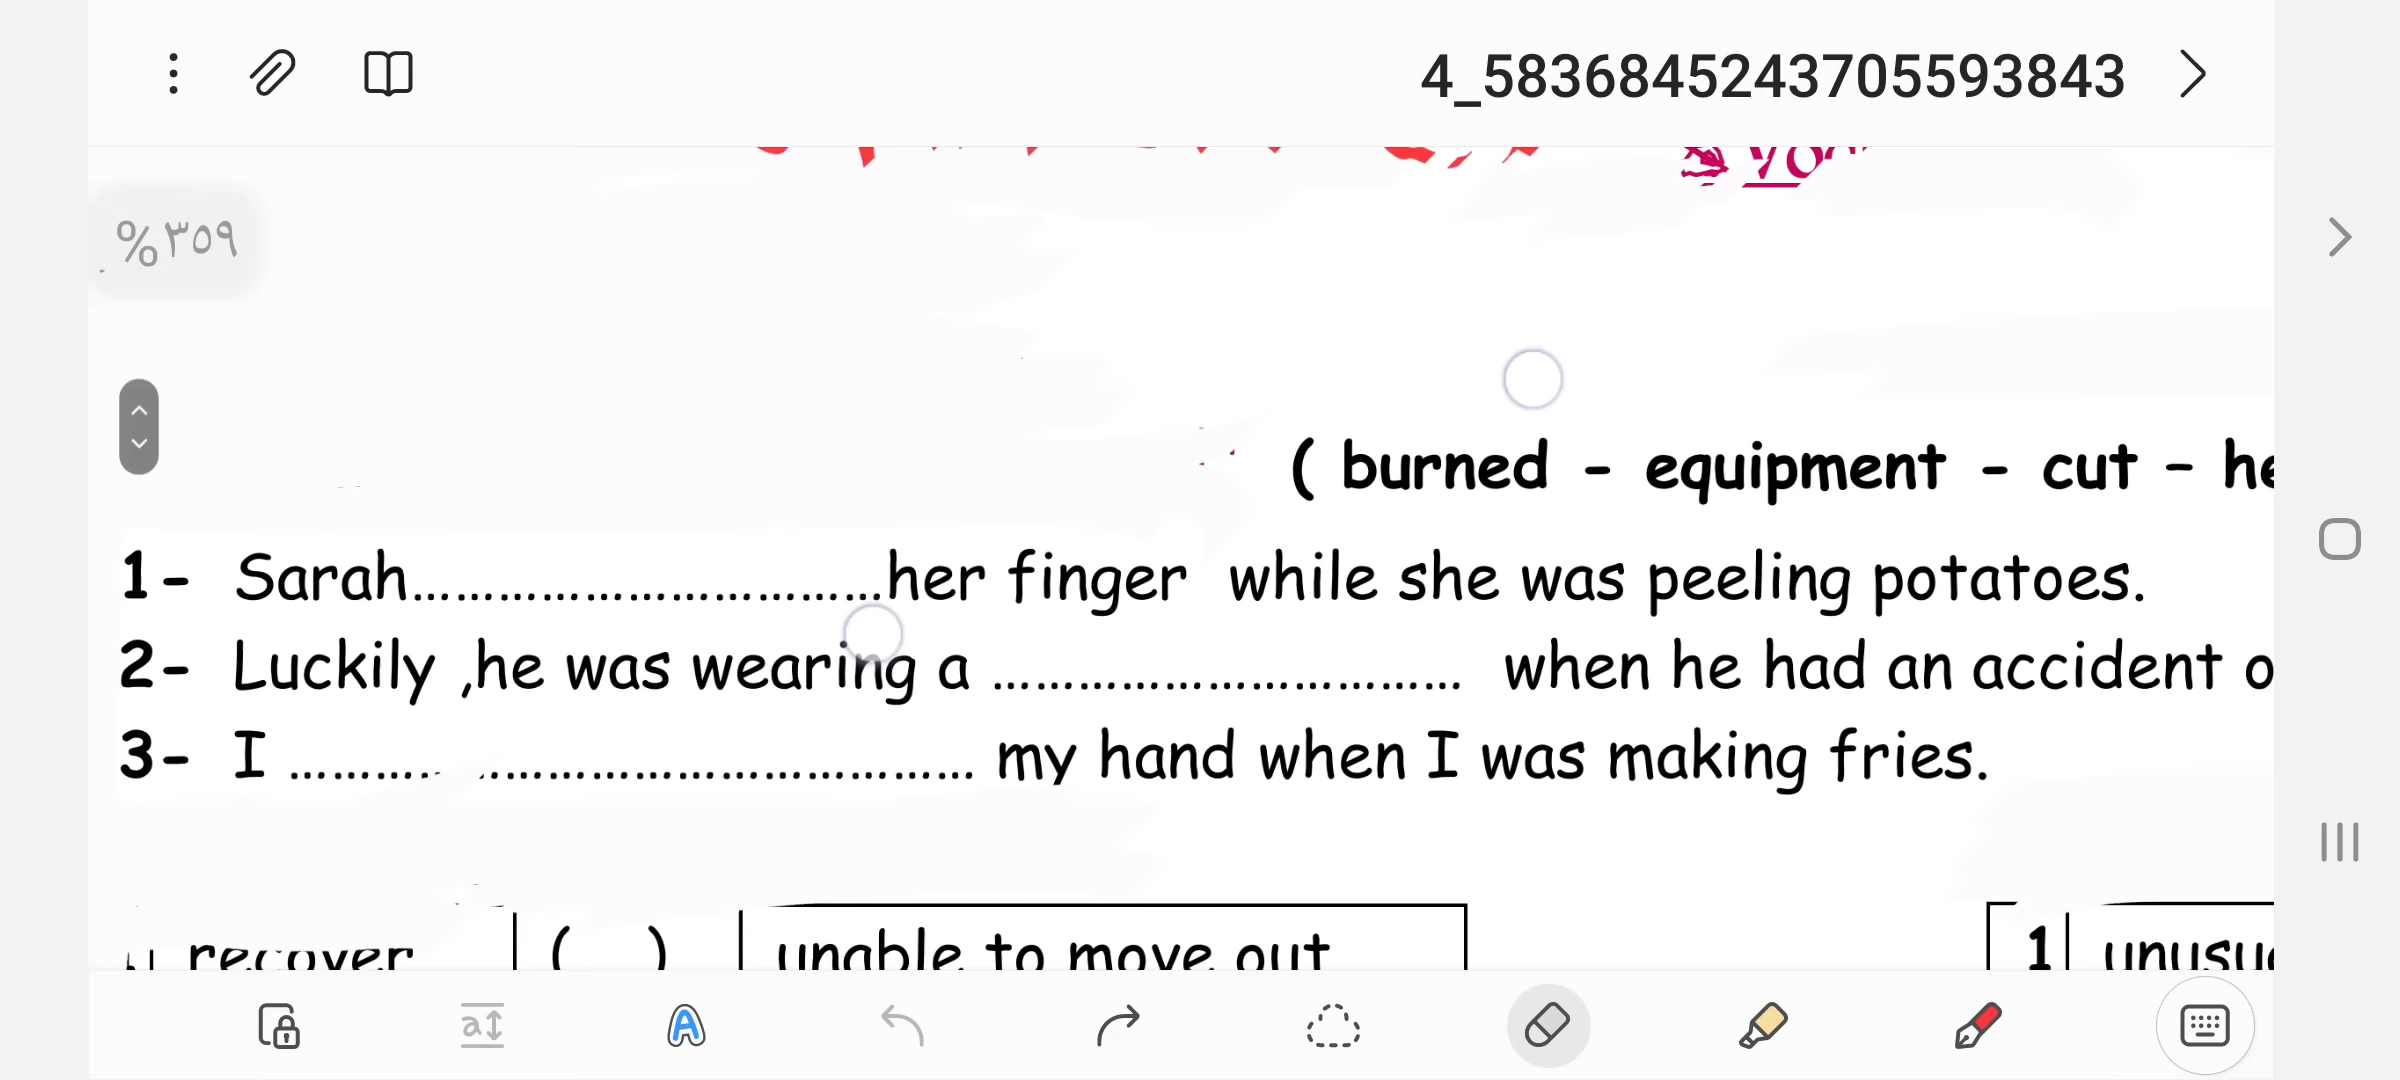 4_5836845243705593843
%٣٥٩
( burned - equipment - cut - he
1- Sarah................................her finger while she was peeling potatoes.
2- Luckily ,he was wearing a ................................ when he had an accident o
3- I ................................................ my hand when I was making fries.
recover ( ) unable to move out 1 unusu